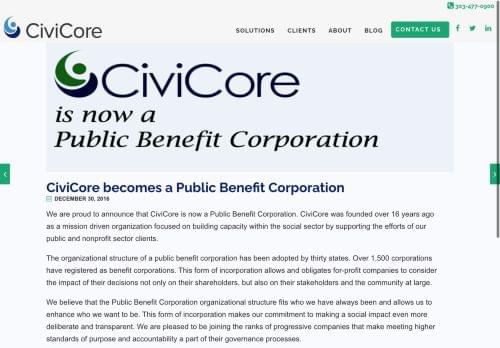 303-477-0900
CiviCore
SOLUTIONS CLIENTS ABOUT BLOG CONTACT US
CiviCore
is now a
Public Benefit Corporation
CiviCore becomes a Public Benefit Corporation
DECEMBER 30, 2016
We are proud to announce that CiviCore is now a Public Benefit Corporation. CiviCore was founded over 16 years ago
as a mission driven organization focused on building capacity within the social sector by supporting the efforts of our
public and nonprofit sector clients.
The organizational structure of a public benefit corporation has been adopted by thirty states. Over 1,500 corporations
have registered as benefit corporations. This form of incorporation allows and obligates for-profit companies to consider
the impact of their decisions not only on their shareholders, but also on their stakeholders and the community at large.
We believe that the Public Benefit Corporation organizational structure fits who we have always been and allows us to
enhance who we want to be. This form of incorporation makes our commitment to making a social impact even more
deliberate and transparent. We are pleased to be joining the ranks of progressive companies that make meeting higher
standards of purpose and accountability a part of their governance processes.